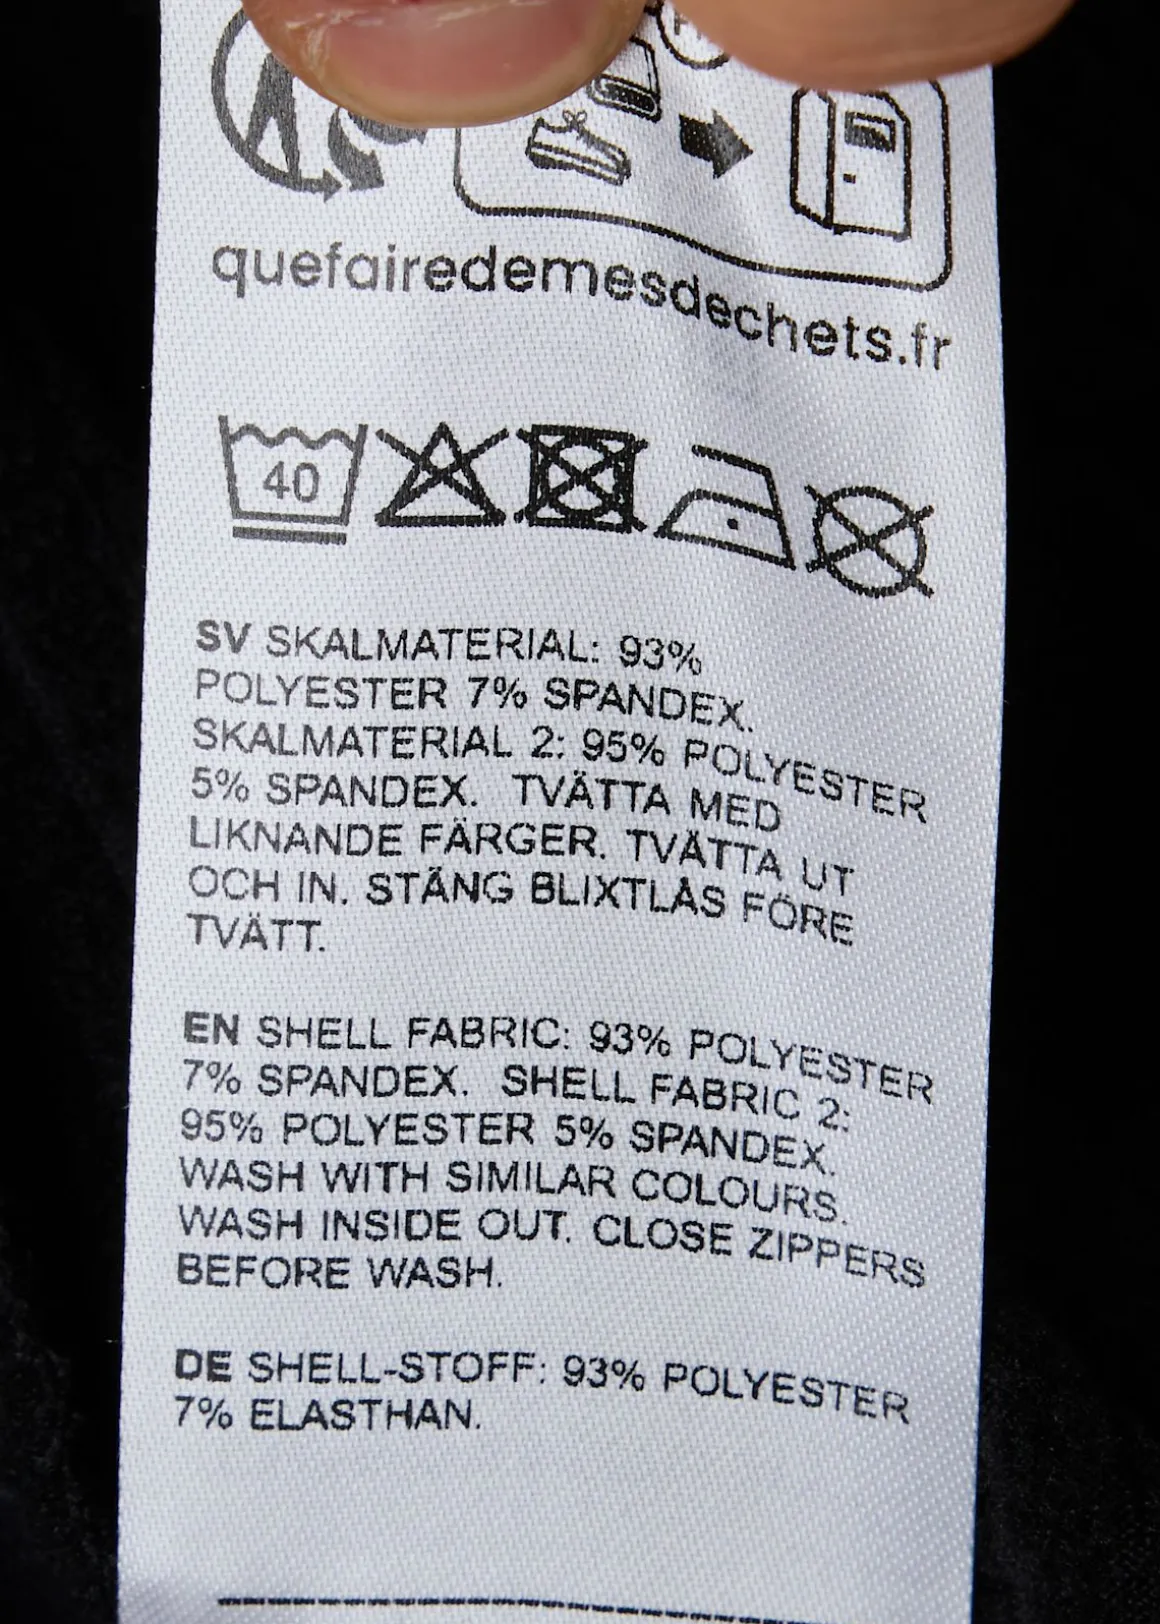 quefairedemesdechets.fr
40
SV SKALMATERIAL: 93%
POLYESTER 7% SPANDEX.
SKALMATERIAL 2: 95% POLYESTER
5% SPANDEX. TVÄTTA MED
LIKNANDE FÄRGER. TVÄTTA UT
OCH IN. STÄNG BLIXTLÅS FÖRE
TVÄTT.
EN SHELL FABRIC: 93% POLYESTER
7% SPANDEX. SHELL FABRIC 2:
95% POLYESTER 5% SPANDEX.
WASH WITH SIMILAR COLOURS.
WASH INSIDE OUT. CLOSE ZIPPERS
BEFORE WASH.
DE SHELL-STOFF: 93% POLYESTER
7% ELASTHAN.